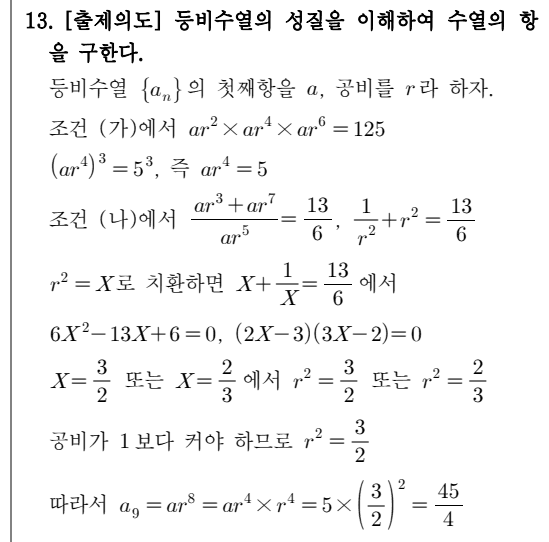 13. [출제의도] 등비수열의 성질을 이해하여 수열의 항
을 구한다.
등비수열 {aₙ}의 첫째항을 a, 공비를 r라 하자.
조건 (가)에서 ar²×ar⁴×ar⁶=125
(ar⁴)³=5³, 즉 ar⁴=5
조건 (나)에서 (ar³+ar⁷)/ar⁵=13/6, 1/r²+r²=13/6
r²=X로 치환하면 X+1/X=13/6 에서
6X²−13X+6=0, (2X−3)(3X−2)=0
X=3/2 또는 X=2/3 에서 r²=3/2 또는 r²=2/3
공비가 1보다 커야 하므로 r²=3/2
따라서 a₉=ar⁸=ar⁴×r⁴=5×(3/2)²=45/4